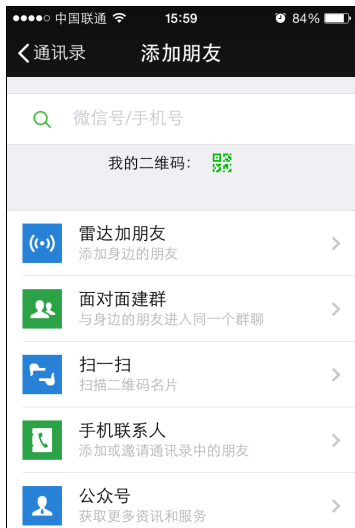 中国联通 15:59 84%
通讯录 添加朋友
微信号/手机号
我的二维码：
雷达加朋友
添加身边的朋友
面对面建群
与身边的朋友进入同一个群聊
扫一扫
扫描二维码名片
手机联系人
添加或邀请通讯录中的朋友
公众号
获取更多资讯和服务